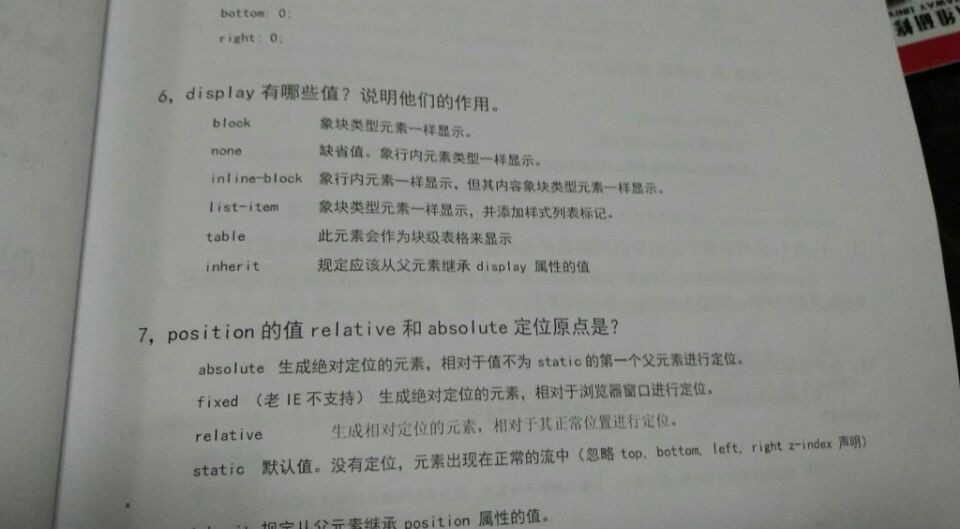 bottom: 0;
right: 0;
6, display 有哪些值？说明他们的作用。
block 象块类型元素一样显示。
none 缺省值。象行内元素类型一样显示。
inline-block 象行内元素一样显示，但其内容象块类型元素一样显示。
list-item 象块类型元素一样显示，并添加样式列表标记。
table 此元素会作为块级表格来显示
inherit 规定应该从父元素继承 display 属性的值
7, position 的值 relative 和 absolute 定位原点是？
absolute 生成绝对定位的元素，相对于值不为 static 的第一个父元素进行定位。
fixed （老 IE 不支持） 生成绝对定位的元素，相对于浏览器窗口进行定位。
relative 生成相对定位的元素，相对于其正常位置进行定位。
static 默认值。没有定位，元素出现在正常的流中（忽略 top, bottom, left, right z-index 声明）
。
inherit 规定从父元素继承 position 属性的值。